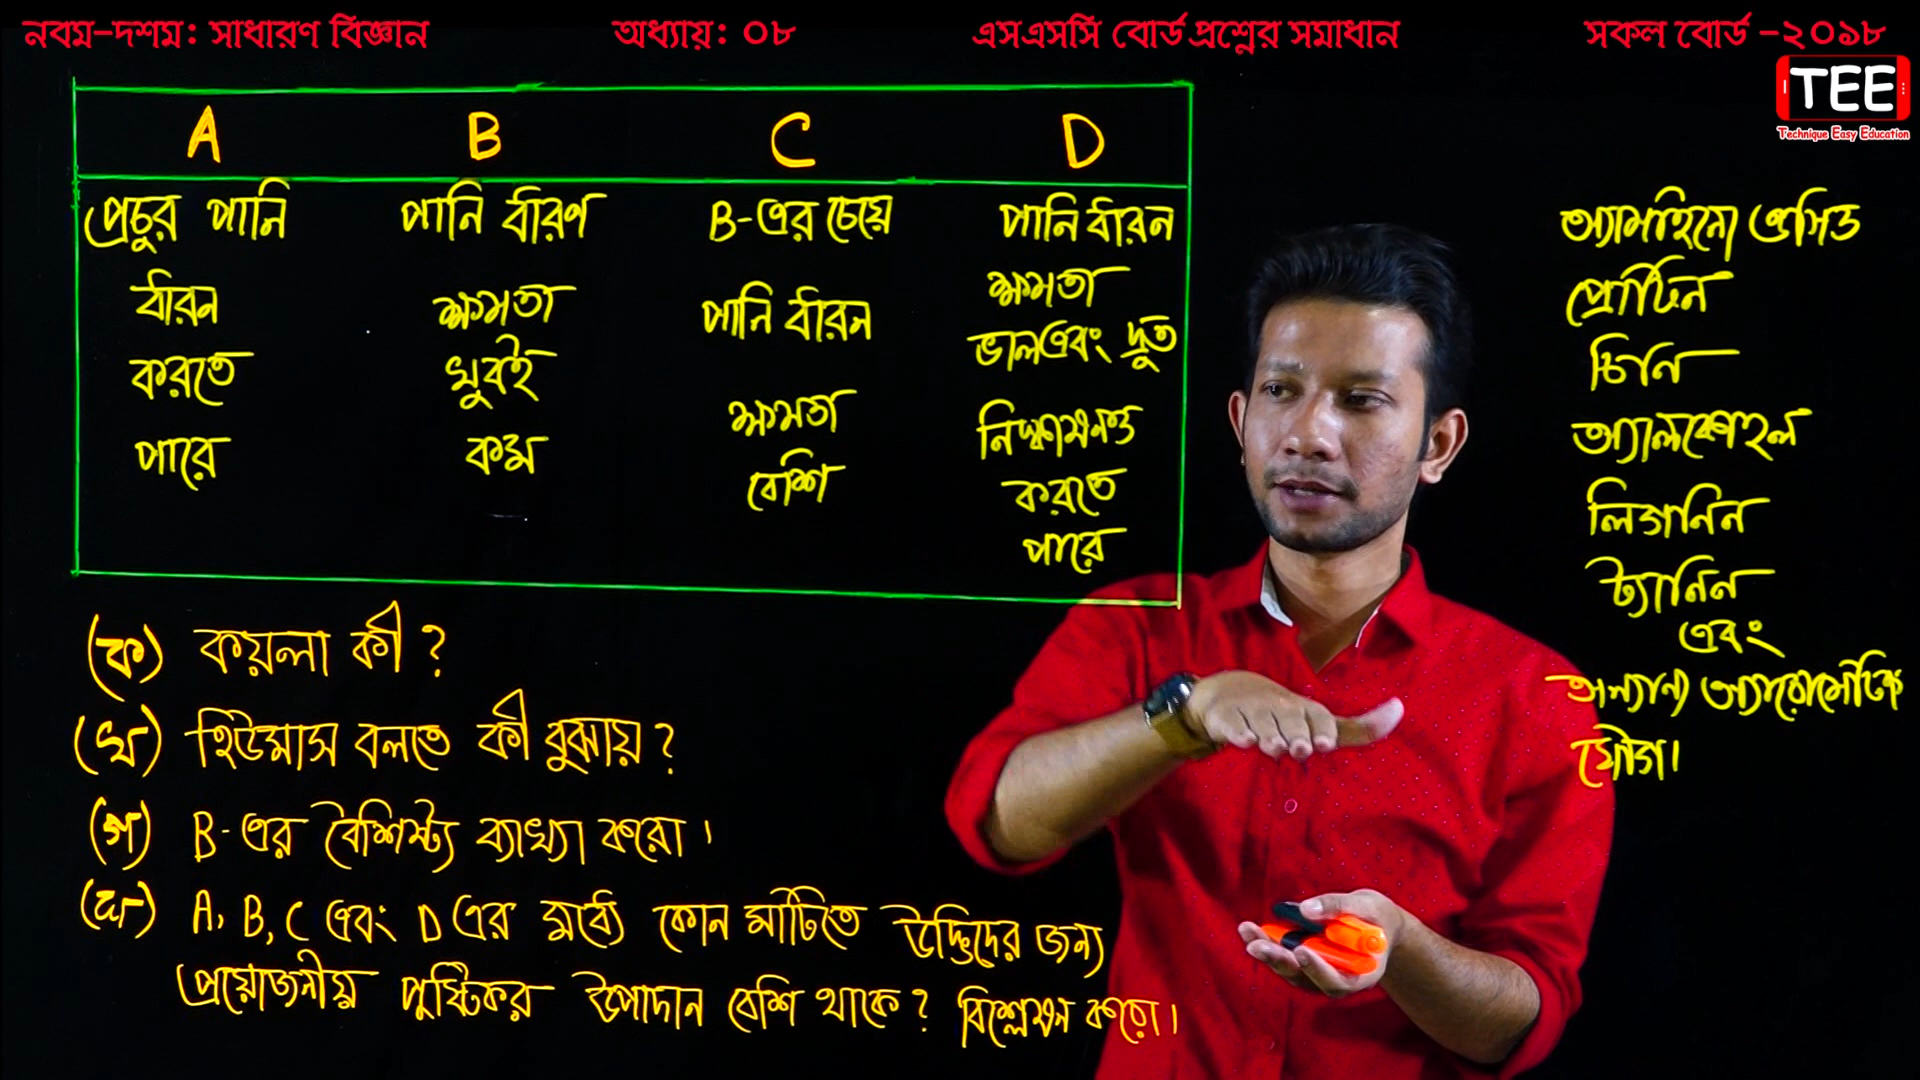 নবম-দশম: সাধারণ বিজ্ঞান
অধ্যায়: ০৮
এসএসসি বোর্ড প্রশ্নের সমাধান
সকল বোর্ড -২০১৮
TEE
Technique Easy Education
A
B
C
D
প্রচুর পানি
ধারন
করতে
পারে
পানি ধারণ
ক্ষমতা
খুবই
কম
B-এর চেয়ে
পানি ধারন
ক্ষমতা
বেশি
পানি ধারন
ক্ষমতা
ভাল এবং দ্রুত
নিষ্কাষনও
করতে
পারে
(ক) কয়লা কী?
(খ) হিউমাস বলতে কী বুঝায়?
(গ) B-এর বৈশিষ্ট্য ব্যাখ্যা করো।
(ঘ) A, B, C এবং D এর মধ্যে কোন মাটিতে উদ্ভিদের জন্য
প্রয়োজনীয় পুষ্টিকর উপাদান বেশি থাকে? বিশ্লেষন করো।
অ্যামাইনো এসিড
প্রোটিন
চিনি
অ্যালকোহল
লিগনিন
ট্যানিন
এবং
অন্যান্য অ্যারোমেটিক
যৌগ।